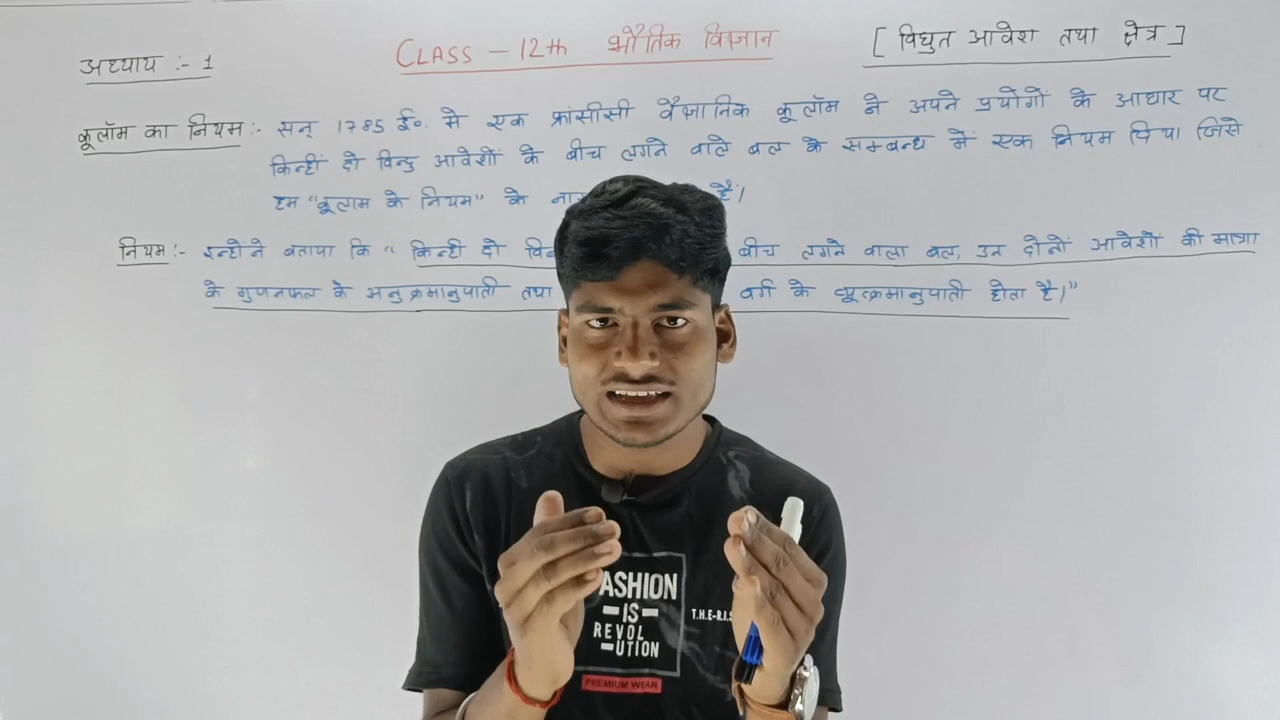 अध्याय :- 1
CLASS - 12th भौतिक विज्ञान
[ विधुत आवेश तथा क्षेत्र ]
कूलॉम का नियम :- सन् 1785 ई०. मे एक फ्रांसीसी वैज्ञानिक कूलॉम ने अपने प्रयोगों के आधार पर
किन्ही दो विन्दु आवेशों के बीच लगने वाले बल के सम्बन्ध में एक नियम दिया जिसे
हम "कूलाम के नियम" के है।
नियम :- इन्होंने बताया कि " किन्ही दो बीच लगने वाला बल, उन दोनों आवेशों की मात्रा
के गुणनफल के अनुक्रमानुपाती तथा वर्ग के व्यूत्क्रमानुपाती होता है।"
FASHION
IS
REVOL
UTION
T.H.E-R.I.S
PREMIUM WEAR